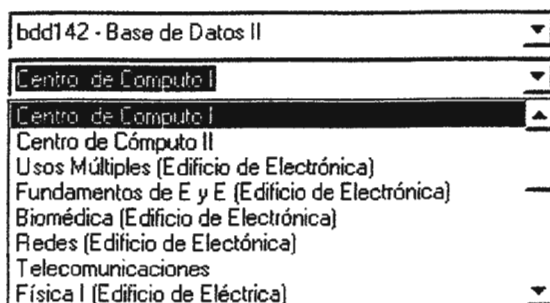 bdd142 - Base de Datos II
Centro de Computo I
Centro de Computo I
Centro de Cómputo II
Usos Múltiples (Edificio de Electrónica)
Fundamentos de E y E (Edificio de Electrónica)
Biomédica (Edificio de Electrónica)
Redes (Edificio de Electónica)
Telecomunicaciones
Física I (Edificio de Eléctrica)